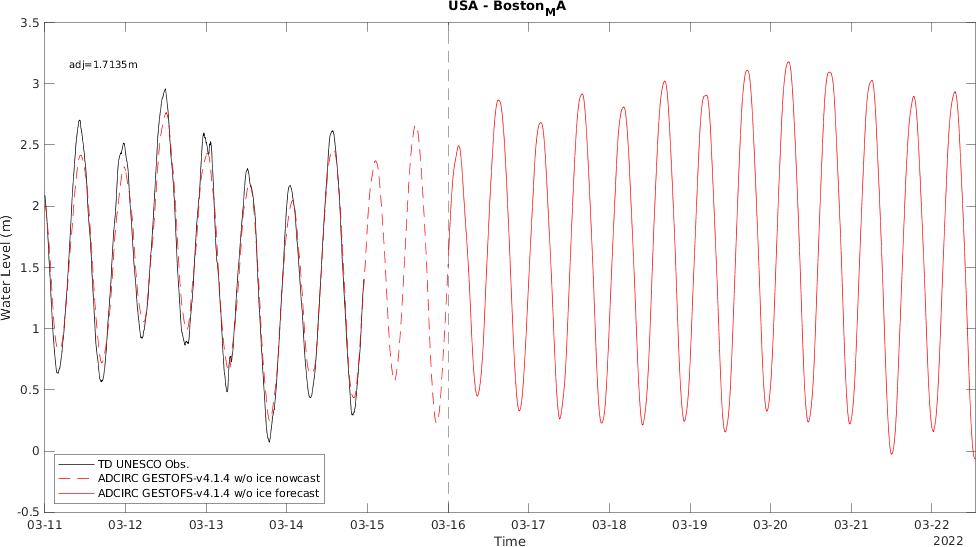 USA - Boston_MA
adj=1.7135m
3.5
3
2.5
2
1.5
1
0.5
0
-0.5
Water Level (m)
TD UNESCO Obs.
ADCIRC GESTOFS-v4.1.4 w/o ice nowcast
ADCIRC GESTOFS-v4.1.4 w/o ice forecast
03-11 03-12 03-13 03-14 03-15 03-16 03-17 03-18 03-19 03-20 03-21 03-22
Time
2022